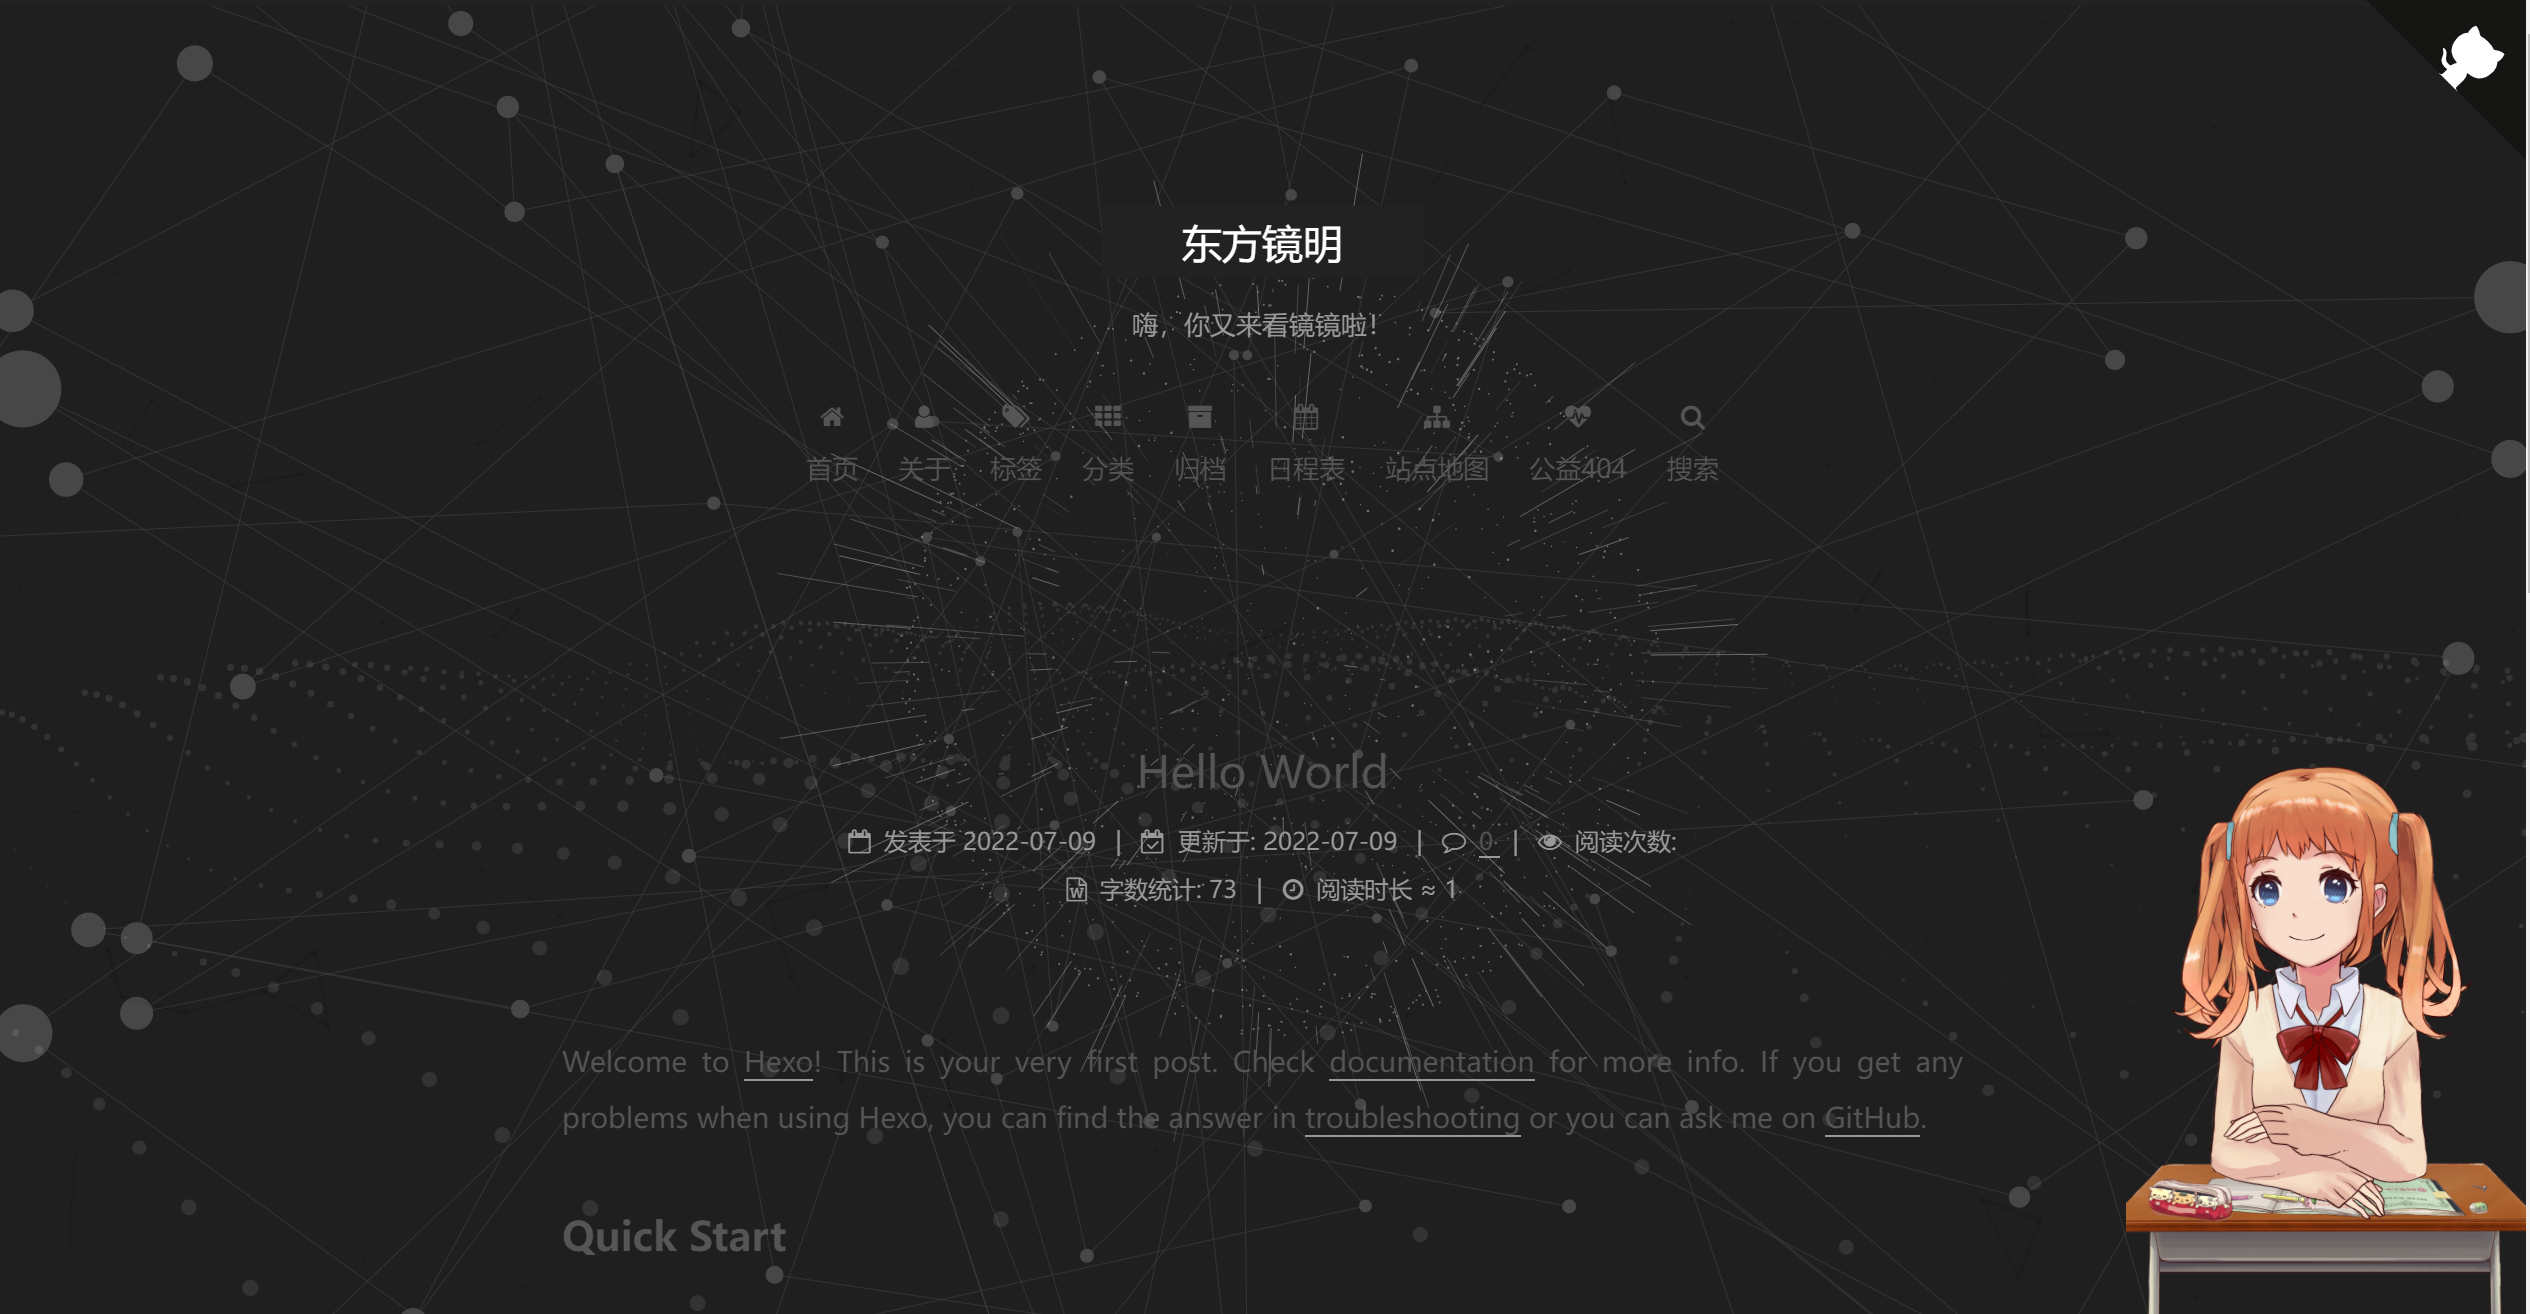 东方镜明
嗨，你又来看镜镜啦！
首页 关于 标签 分类 归档 日程表 站点地图 公益404 搜索
Hello World
发表于 2022-07-09 | 更新于: 2022-07-09 | 0 | 阅读次数:
字数统计: 73 | 阅读时长 ≈ 1
Welcome to Hexo! This is your very first post. Check documentation for more info. If you get any
problems when using Hexo, you can find the answer in troubleshooting or you can ask me on GitHub.
Quick Start